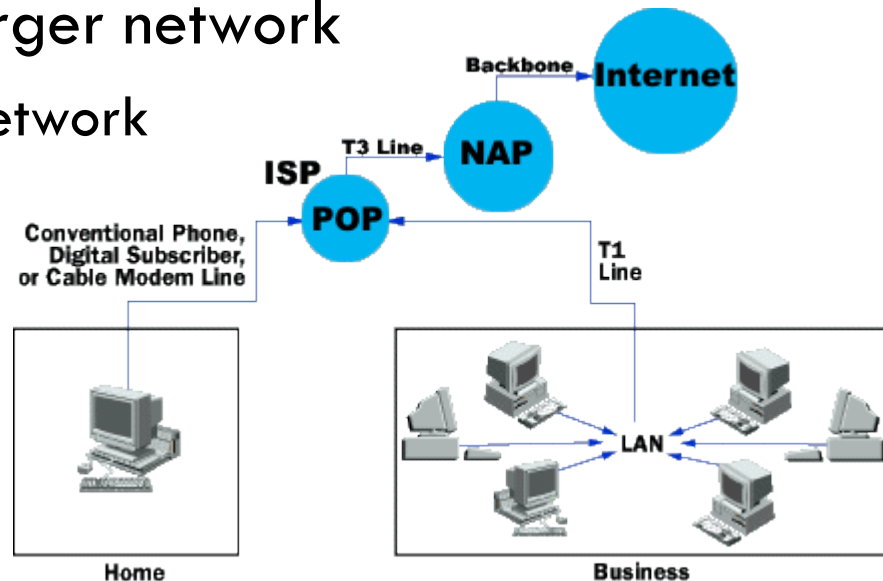 network
etwork
Backbone
Internet
T3 Line
NAP
ISP
POP
Conventional Phone,
Digital Subscriber,
or Cable Modem Line
T1
Line
LAN
Home
Business